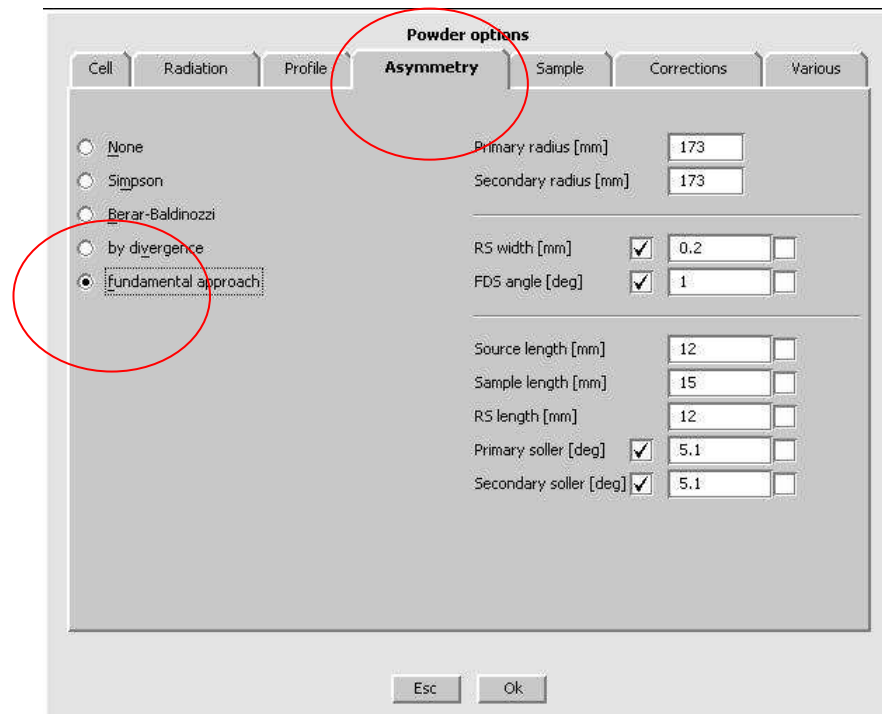 Powder options
Cell Radiation Profile Asymmetry Sample Corrections Various
None
Simpson
Berar-Baldinozzi
by divergence
fundamental approach
Primary radius [mm] 173
Secondary radius [mm] 173
RS width [mm] 0.2
FDS angle [deg] 1
Source length [mm] 12
Sample length [mm] 15
RS length [mm] 12
Primary soller [deg] 5.1
Secondary soller [deg] 5.1
Esc Ok